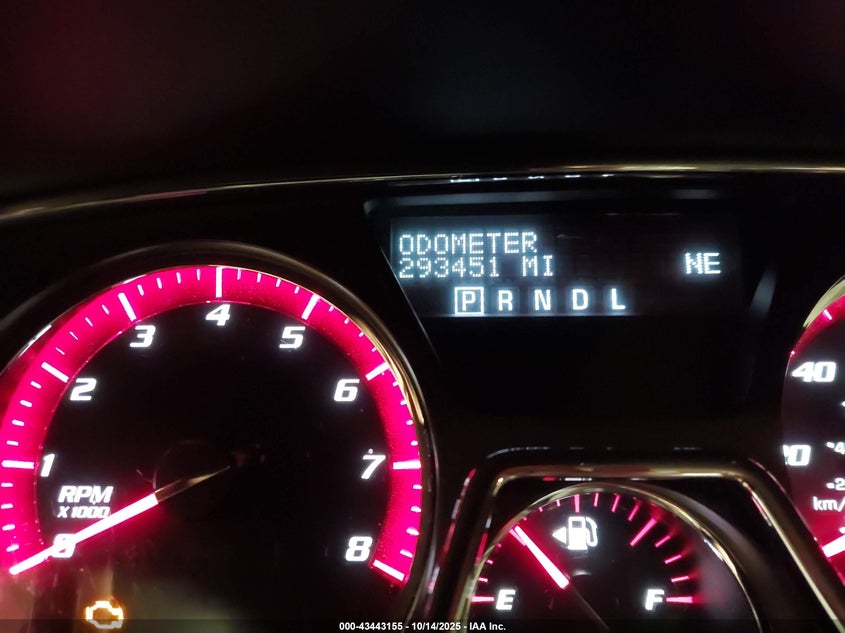 ODOMETER
293451 MI NE
P R N D L
0 1 2 3 4 5 6 7 8
RPM
X 1000
E F
40
20
km/
000-43443155 - 10/14/2025 - IAA Inc.